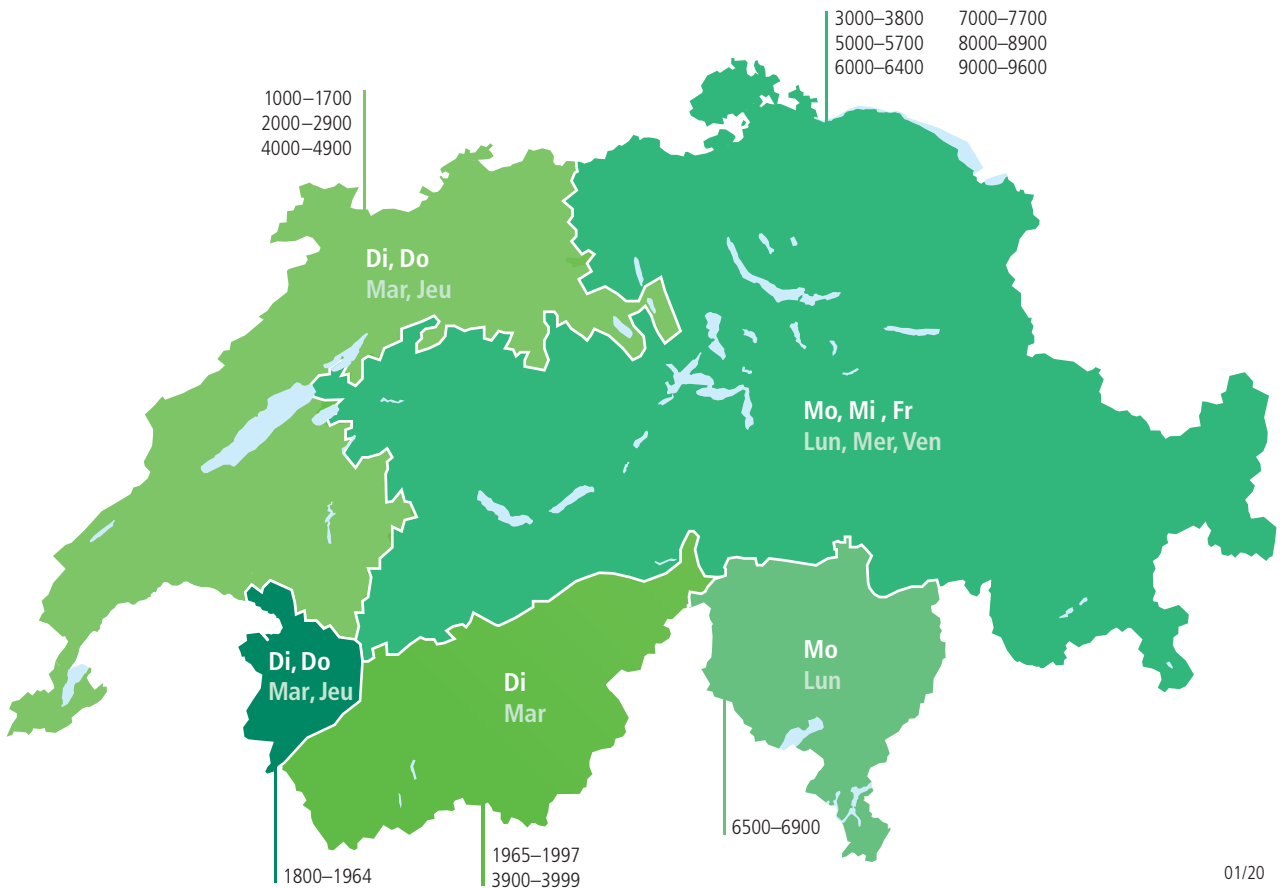 3000–3800 7000–7700
5000–5700 8000–8900
6000–6400 9000–9600
1000–1700
2000–2900
4000–4900
Di, Do
Mar, Jeu
Mo, Mi , Fr
Lun, Mer, Ven
Di, Do
Mar, Jeu
Di
Mar
Mo
Lun
6500–6900
1800–1964
1965–1997
3900–3999
01/20